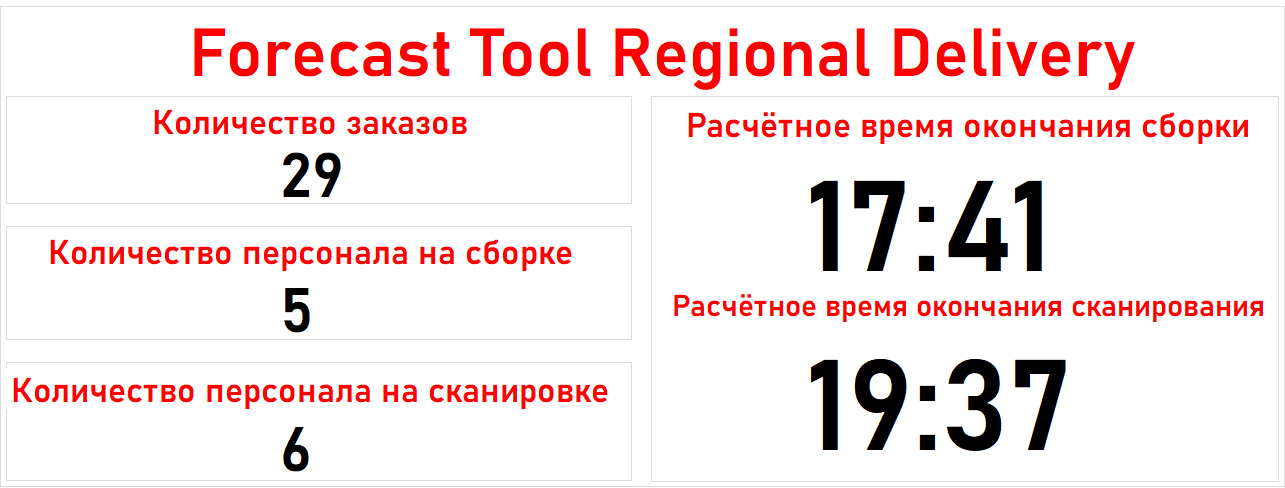 Forecast Tool Regional Delivery
Количество заказов
29
Количество персонала на сборке
5
Количество персонала на сканировке
6
Расчётное время окончания сборки
17:41
Расчётное время окончания сканирования
19:37